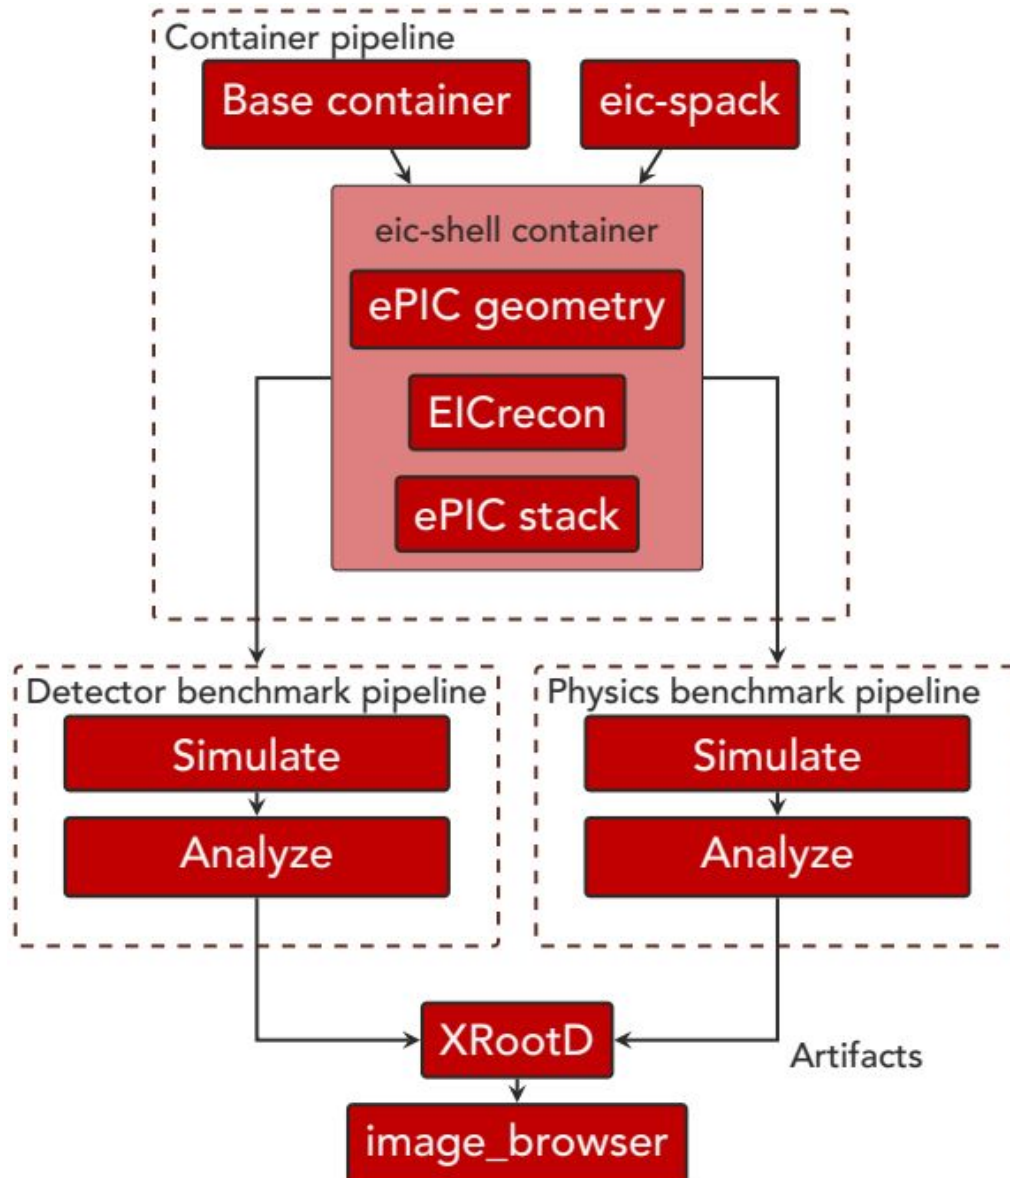 Container pipeline
Base container
eic-spack
eic-shell container
ePIC geometry
EICrecon
ePIC stack
Detector benchmark pipeline
Simulate
Analyze
Physics benchmark pipeline
Simulate
Analyze
XRootD
Artifacts
image_browser